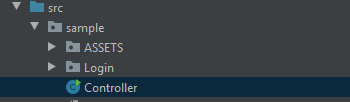 src
sample
ASSETS
Login
Controller